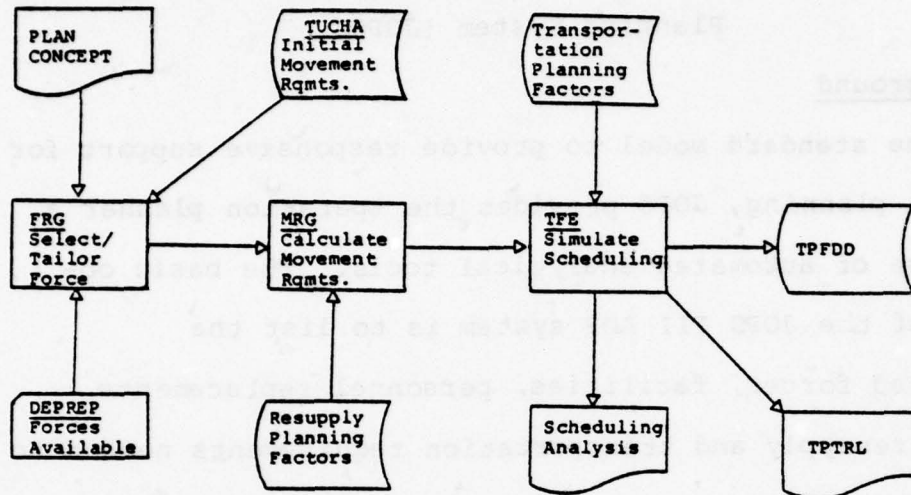 PLAN
CONCEPT
TUCHA
Initial
Movement
Rqmts.
Transpor-
tation
Planning
Factors
FRG
Select/
Tailor
Force
MRG
Calculate
Movement
Rqmts.
TFE
Simulate
Scheduling
TPFDD
DEPREP
Forces
Available
Resupply
Planning
Factors
Scheduling
Analysis
TPTRL